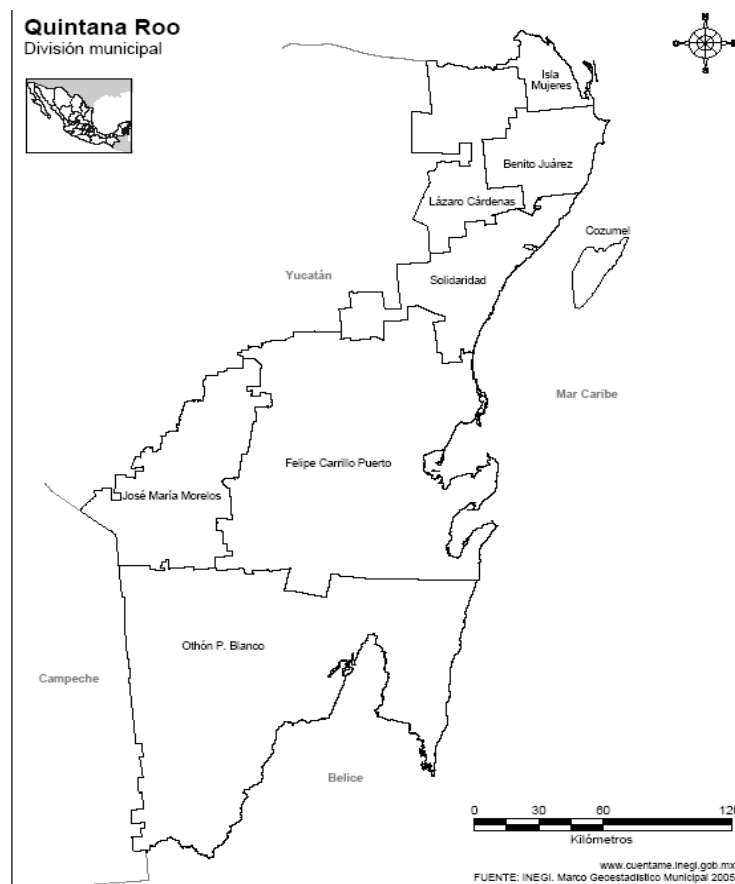 Quintana Roo
División municipal
N
O
E
S
Isla
Mujeres
Benito Juárez
Lázaro Cárdenas
Cozumel
Solidaridad
Yucatán
Mar Caribe
Felipe Carrillo Puerto
José María Morelos
Othón P. Blanco
Campeche
Belice
0 30 60 120
Kilómetros
www.cuentame.inegi.gob.mx
FUENTE: INEGI. Marco Geoestadístico Municipal 2005